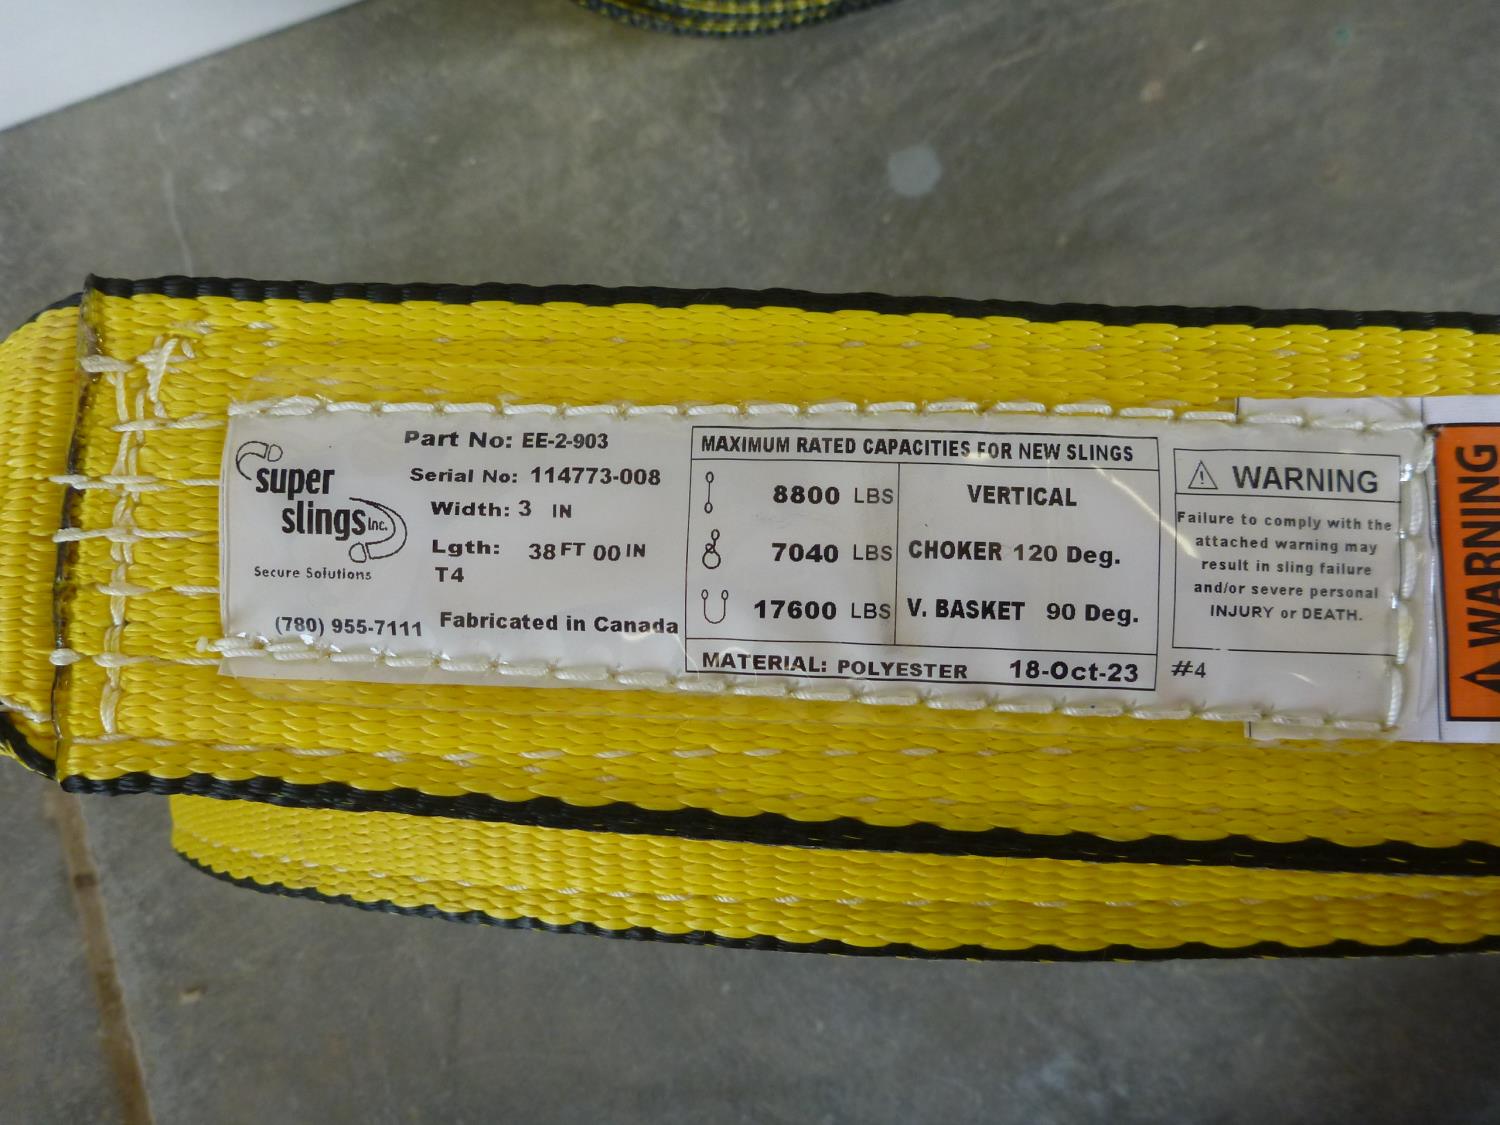 super
slings Inc.
Secure Solutions
(780) 955-7111
Part No: EE-2-903
Serial No: 114773-008
Width: 3 IN
Lgth: 38 FT 00 IN
T4
Fabricated in Canada
MAXIMUM RATED CAPACITIES FOR NEW SLINGS
8800 LBS VERTICAL
7040 LBS CHOKER 120 Deg.
17600 LBS V. BASKET 90 Deg.
MATERIAL: POLYESTER 18-Oct-23
WARNING
Failure to comply with the
attached warning may
result in sling failure
and/or severe personal
INJURY or DEATH.
#4
WARNING